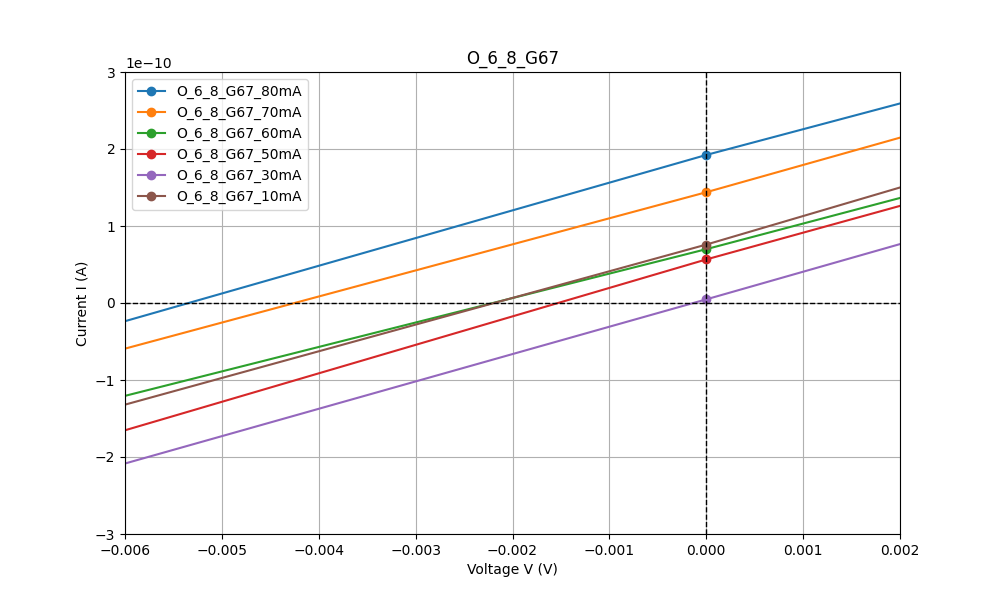 O_6_8_G67
1e−10
3
2
1
0
−1
−2
−3
Current I (A)
O_6_8_G67_80mA
O_6_8_G67_70mA
O_6_8_G67_60mA
O_6_8_G67_50mA
O_6_8_G67_30mA
O_6_8_G67_10mA
−0.006 −0.005 −0.004 −0.003 −0.002 −0.001 0.000 0.001 0.002
Voltage V (V)